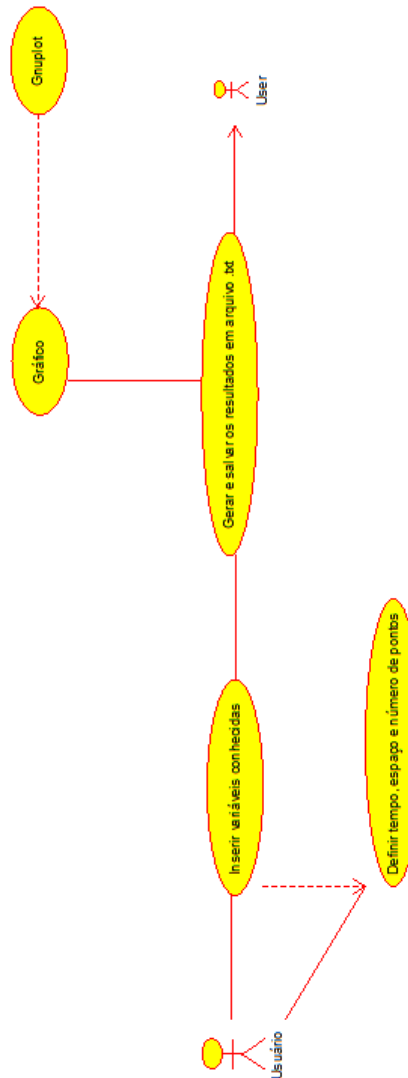 Usuário
Inserir variáveis conhecidas
Definir tempo, espaço e número de pontos
Gerar e salvar os resultados em arquivo .txt
Gráfico
Gnuplot
User